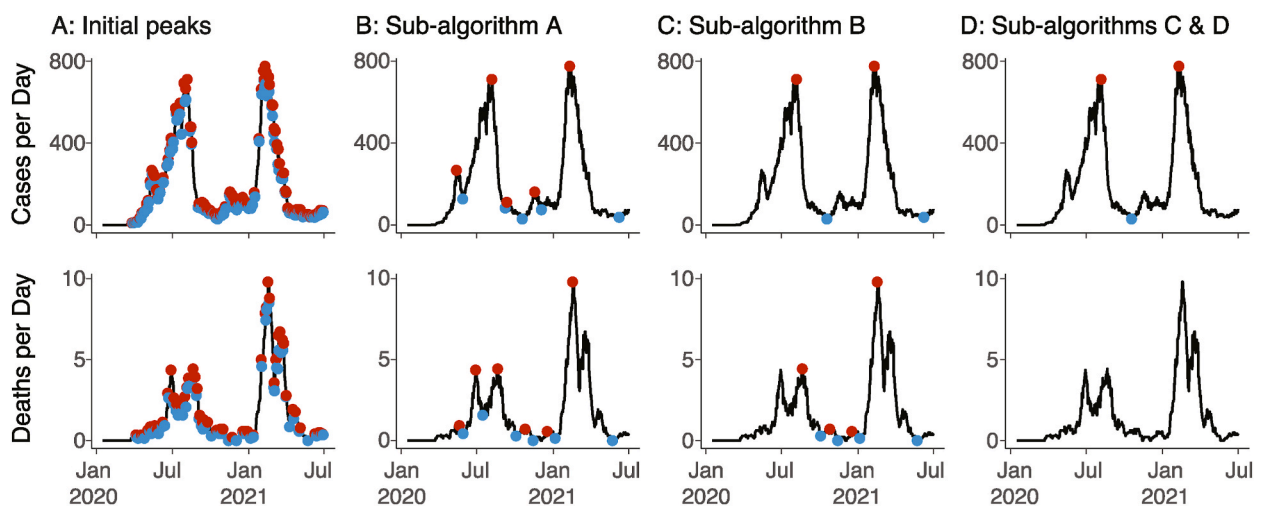 A: Initial peaks
B: Sub-algorithm A
C: Sub-algorithm B
D: Sub-algorithms C & D
Cases per Day
800
400
0
800
400
0
800
400
0
800
400
0
Deaths per Day
10
5
0
10
5
0
10
5
0
10
5
0
Jan Jul Jan Jul
2020 2021
Jan Jul Jan Jul
2020 2021
Jan Jul Jan Jul
2020 2021
Jan Jul Jan Jul
2020 2021